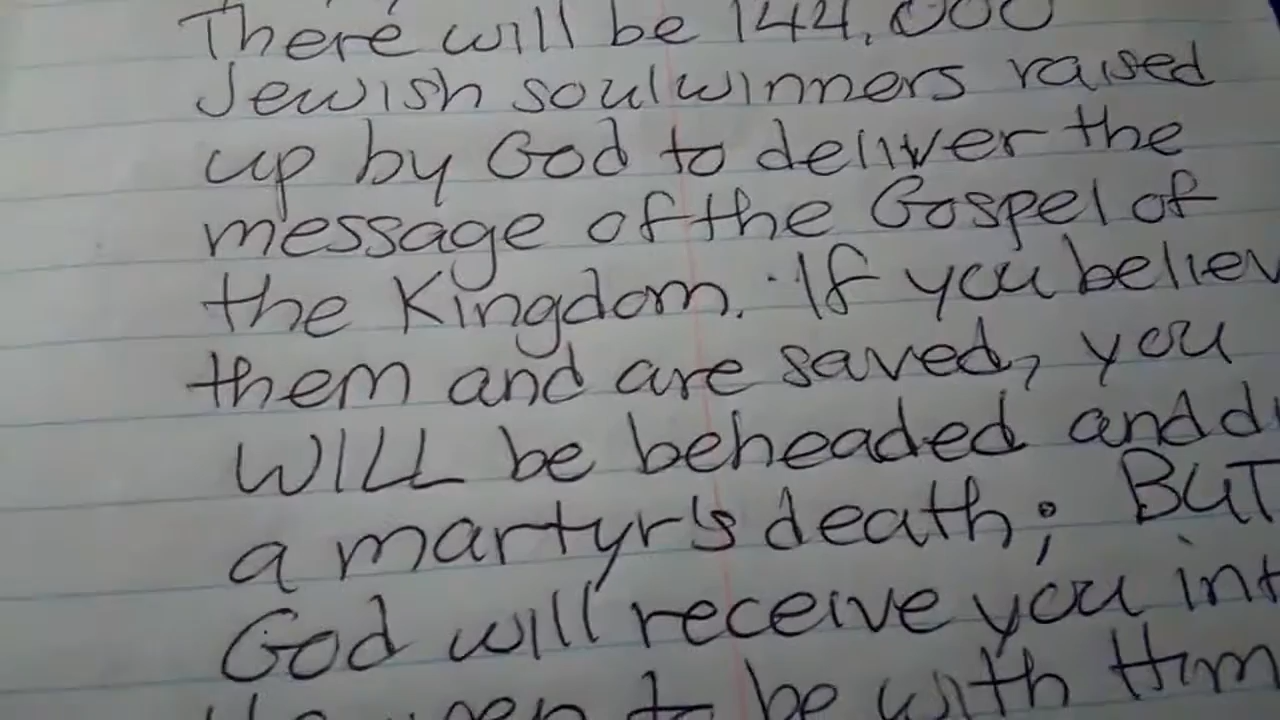 There will be 144,000
Jewish soulwinners raised
up by God to deliver the
message of the Gospel of
the Kingdom. If you believ
them and are saved, you
WILL be beheaded and di
a martyr's death; BUT
God will receive you int
to be with Him